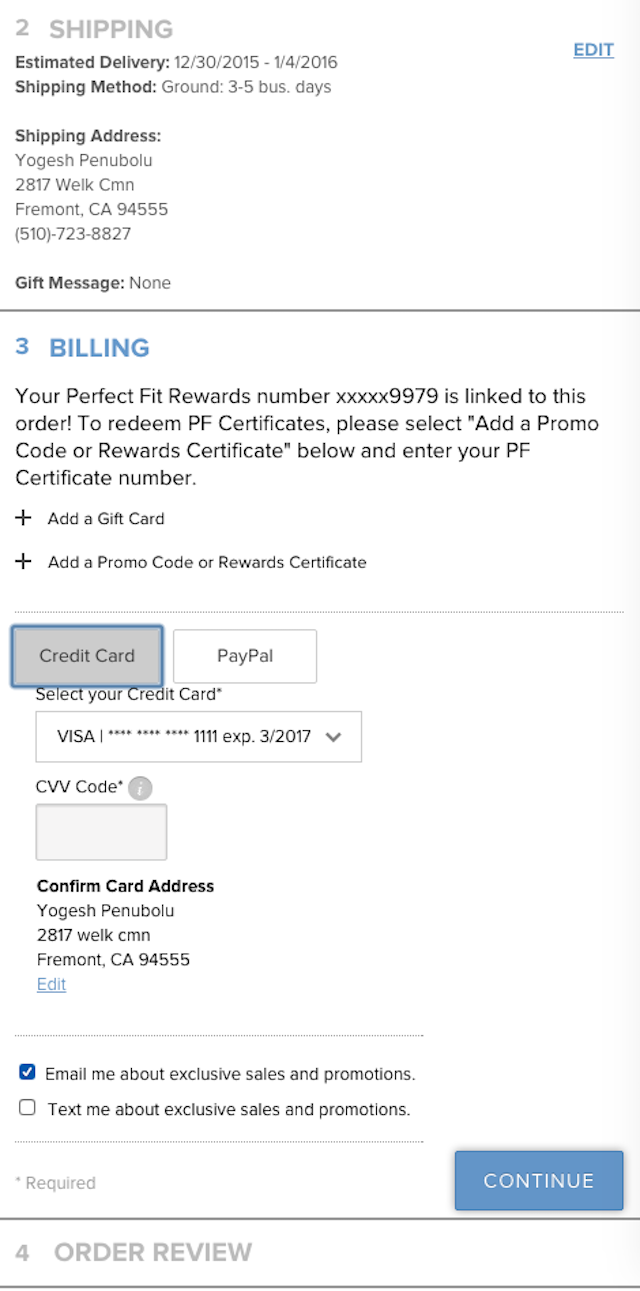 2 SHIPPING
EDIT
Estimated Delivery: 12/30/2015 - 1/4/2016
Shipping Method: Ground: 3-5 bus. days
Shipping Address:
Yogesh Penubolu
2817 Welk Cmn
Fremont, CA 94555
(510)-723-8827
Gift Message: None
3 BILLING
Your Perfect Fit Rewards number xxxxx9979 is linked to this
order! To redeem PF Certificates, please select "Add a Promo
Code or Rewards Certificate" below and enter your PF
Certificate number.
+ Add a Gift Card
+ Add a Promo Code or Rewards Certificate
Credit Card PayPal
Select your Credit Card*
VISA | **** **** **** 1111 exp. 3/2017
CVV Code* i
Confirm Card Address
Yogesh Penubolu
2817 welk cmn
Fremont, CA 94555
Edit
Email me about exclusive sales and promotions.
Text me about exclusive sales and promotions.
* Required
CONTINUE
4 ORDER REVIEW